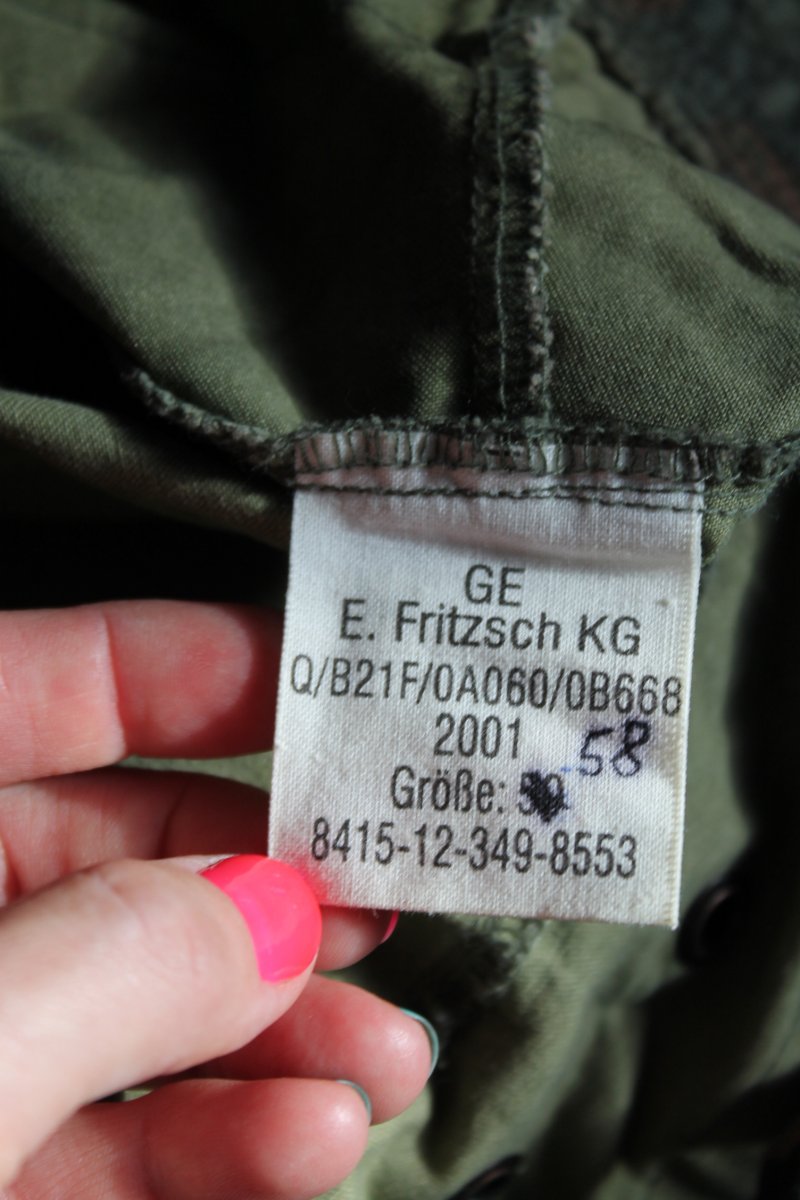 GE
E. Fritzsch KG
Q/B21F/0A060/0B668
2001
58
Größe:
8415-12-349-8553